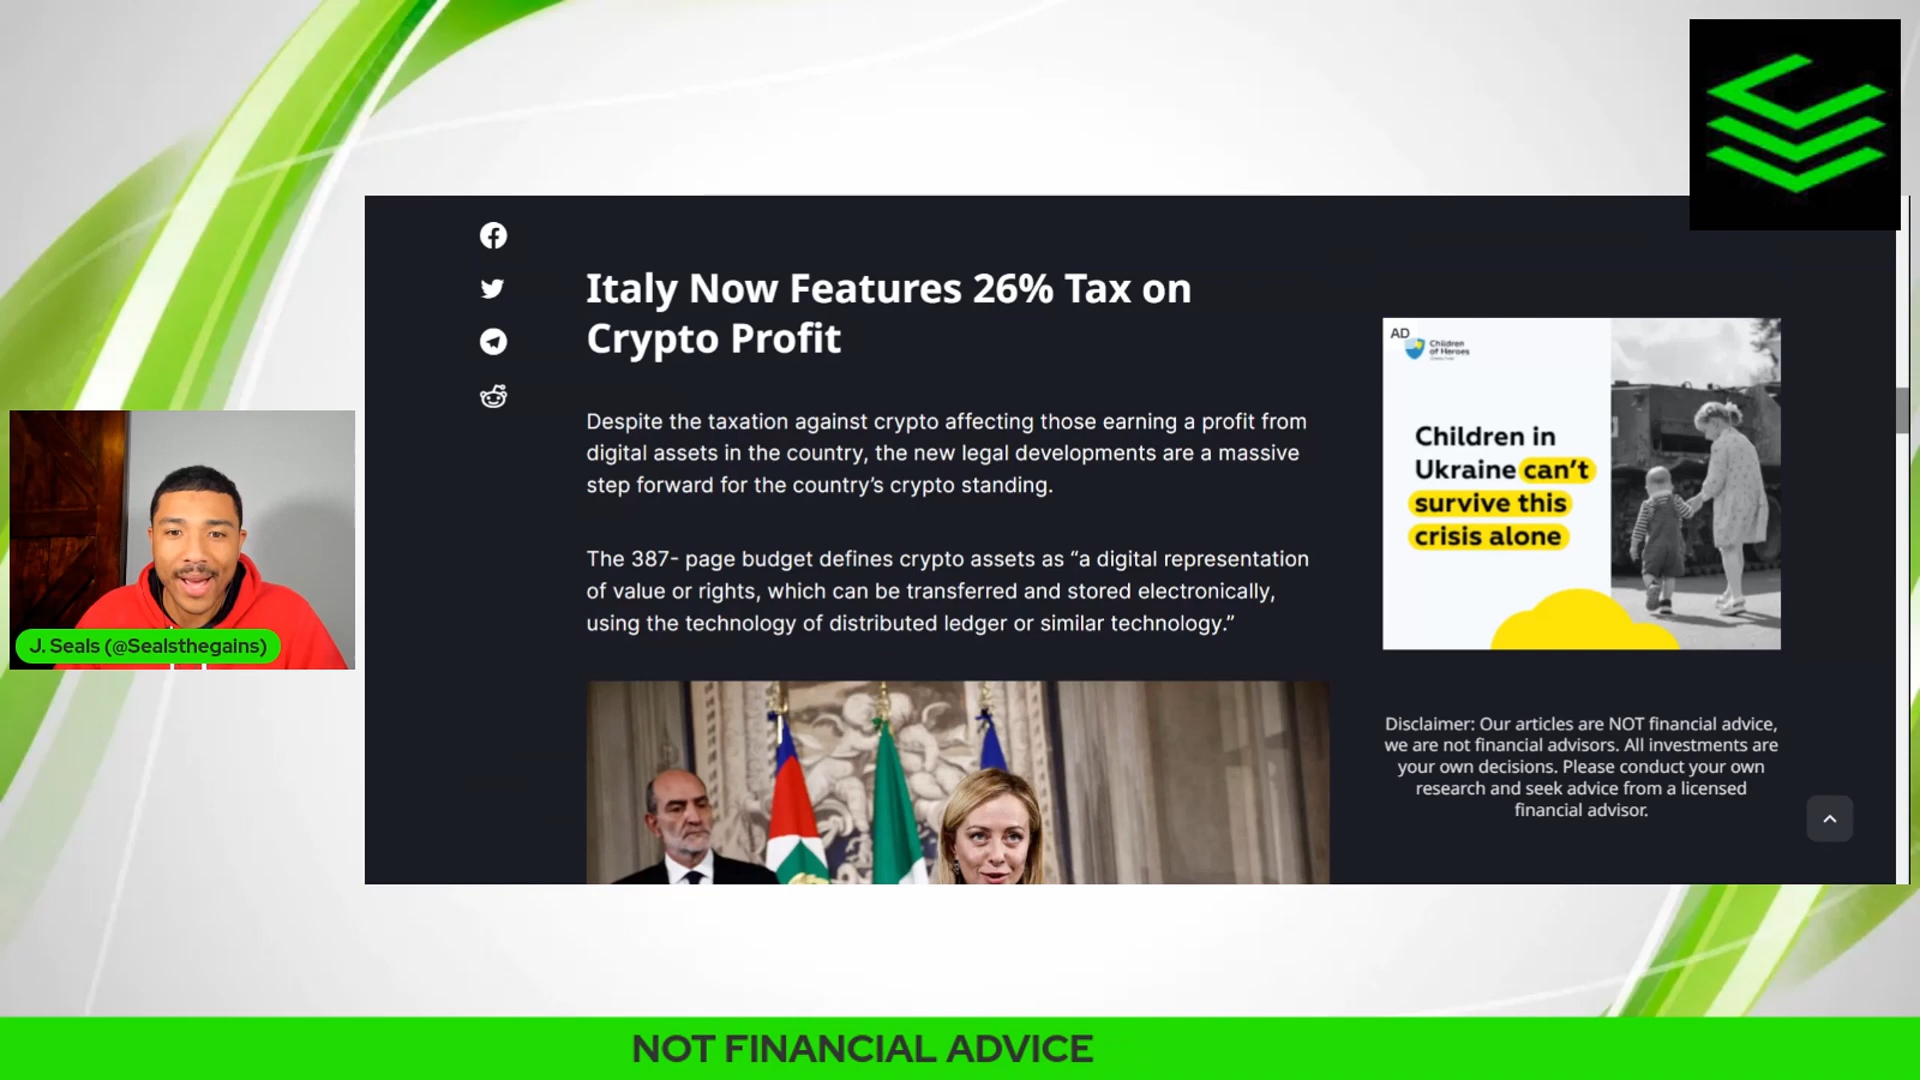 Italy Now Features 26% Tax on
Crypto Profit
Despite the taxation against crypto affecting those earning a profit from
digital assets in the country, the new legal developments are a massive
step forward for the country’s crypto standing.
The 387- page budget defines crypto assets as “a digital representation
of value or rights, which can be transferred and stored electronically,
using the technology of distributed ledger or similar technology.”
AD
Children
of Heroes
Children in
Ukraine can’t
survive this
crisis alone
Disclaimer: Our articles are NOT financial advice,
we are not financial advisors. All investments are
your own decisions. Please conduct your own
research and seek advice from a licensed
financial advisor.
J. Seals (@Sealsthegains)
NOT FINANCIAL ADVICE